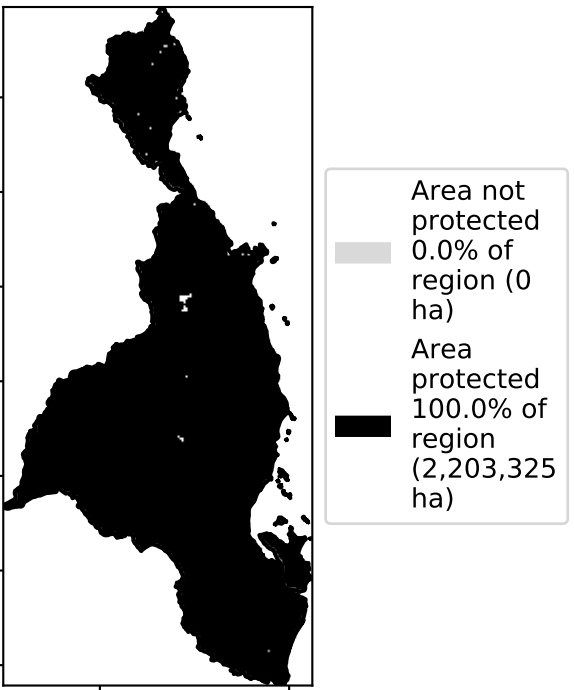 Area not
protected
0.0% of
region (0
ha)
Area
protected
100.0% of
region
(2,203,325
ha)